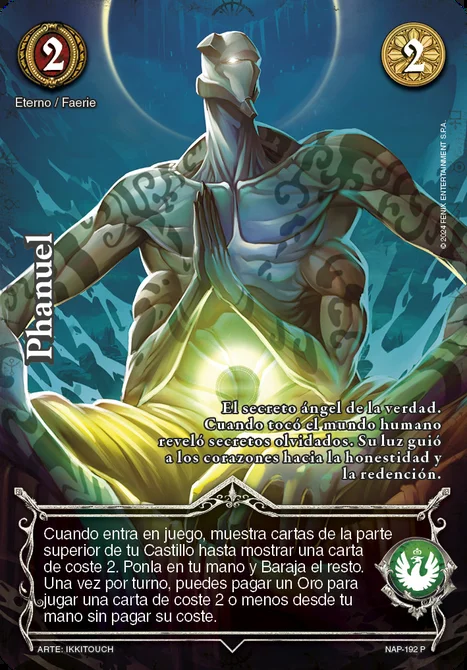 2
2
Eterno / Faerie
© 2024 FENIX ENTERTAINMENT S.P.A.
Phanuel
El secreto ángel de la verdad.
Cuando tocó el mundo humano
reveló secretos olvidados. Su luz guió
a los corazones hacia la honestidad y
la redención.
Cuando entra en juego, muestra cartas de la parte
superior de tu Castillo hasta mostrar una carta
de coste 2. Ponla en tu mano y Baraja el resto.
Una vez por turno, puedes pagar un Oro para
jugar una carta de coste 2 o menos desde tu
mano sin pagar su coste.
ARTE: IKKITOUCH
NAP-192 P